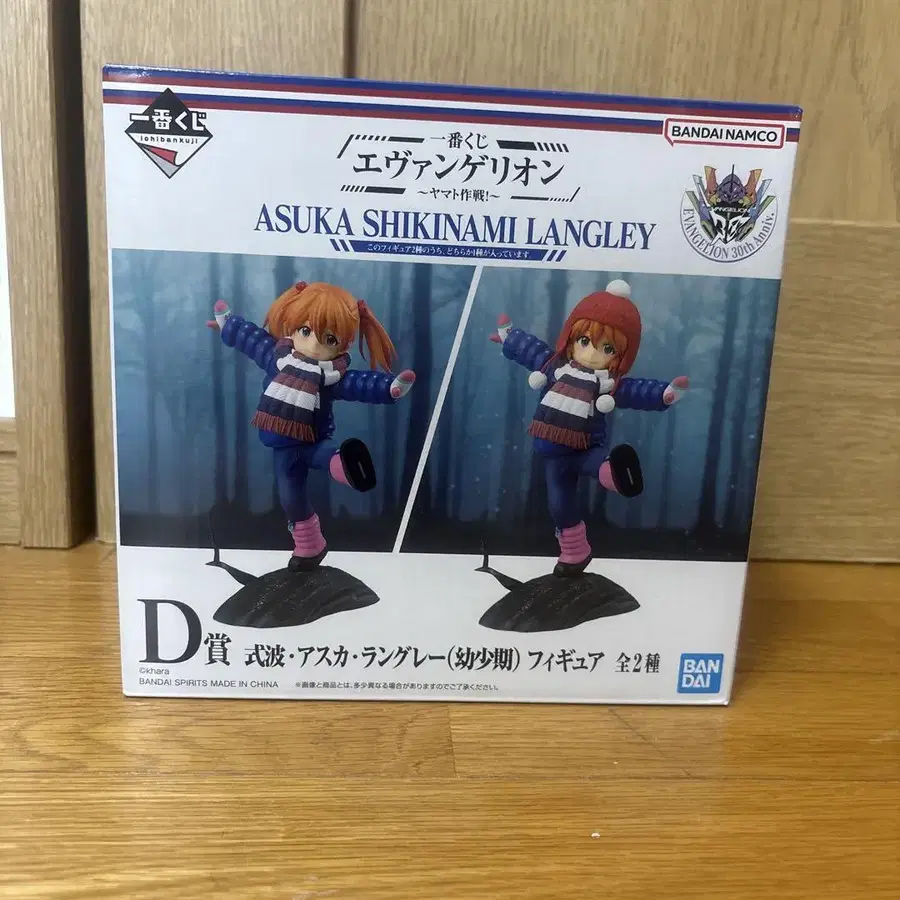 一番くじ
ichibankuji
一番くじ
エヴァンゲリオン
～ヤマト作戦!～
BANDAI NAMCO
EVANGELION
EVANGELION 30th Anniv.
ASUKA SHIKINAMI LANGLEY
このフィギュア2種のうち、どちらか1種が入っています。
D賞 式波・アスカ・ラングレー(幼少期) フィギュア 全2種
©khara
BANDAI SPIRITS MADE IN CHINA
※画像と商品とは、多少異なる場合がありますのでご了承ください。
BAN
DAI